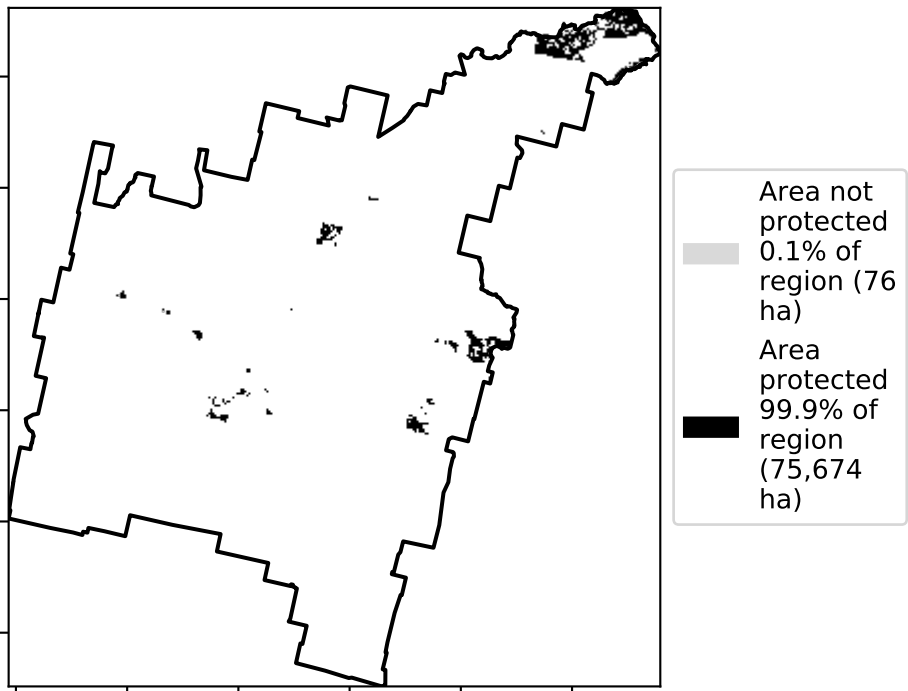 Area not
protected
0.1% of
region (76
ha)
Area
protected
99.9% of
region
(75,674
ha)